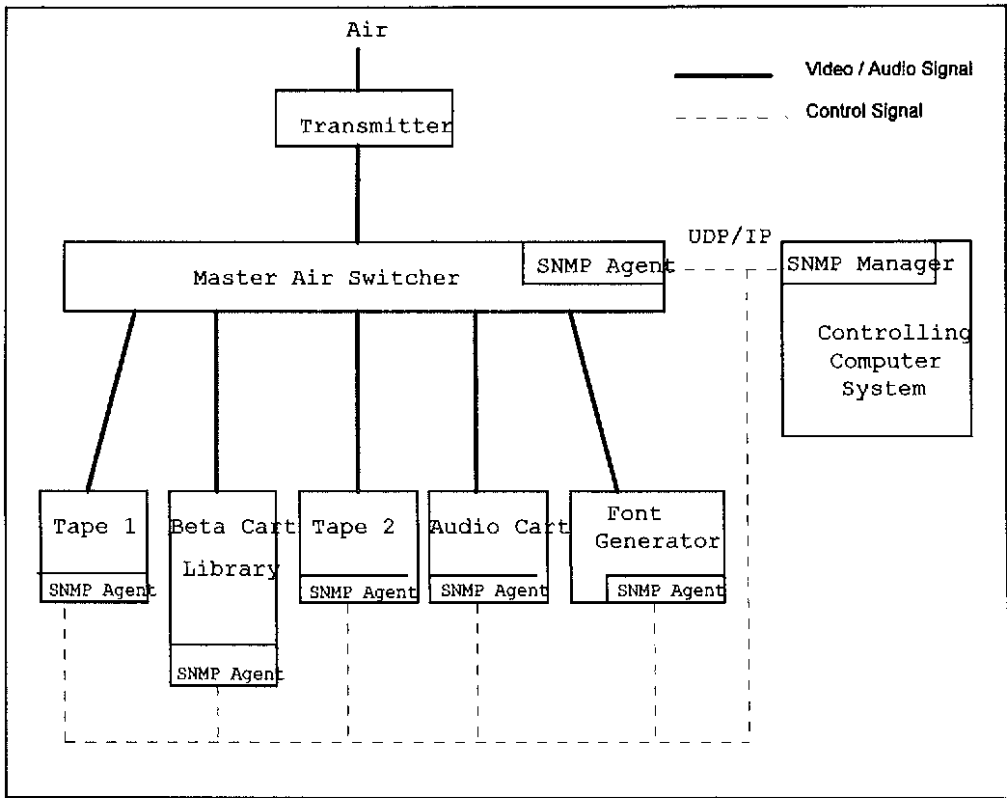 Air
Video / Audio Signal
Control Signal
Transmitter
UDP/IP
Master Air Switcher
SNMP Agent
SNMP Manager
Controlling
Computer
System
Tape 1
SNMP Agent
Beta Cart
Library
SNMP Agent
Tape 2
SNMP Agent
Audio Cart
SNMP Agent
Font
Generator
SNMP Agent